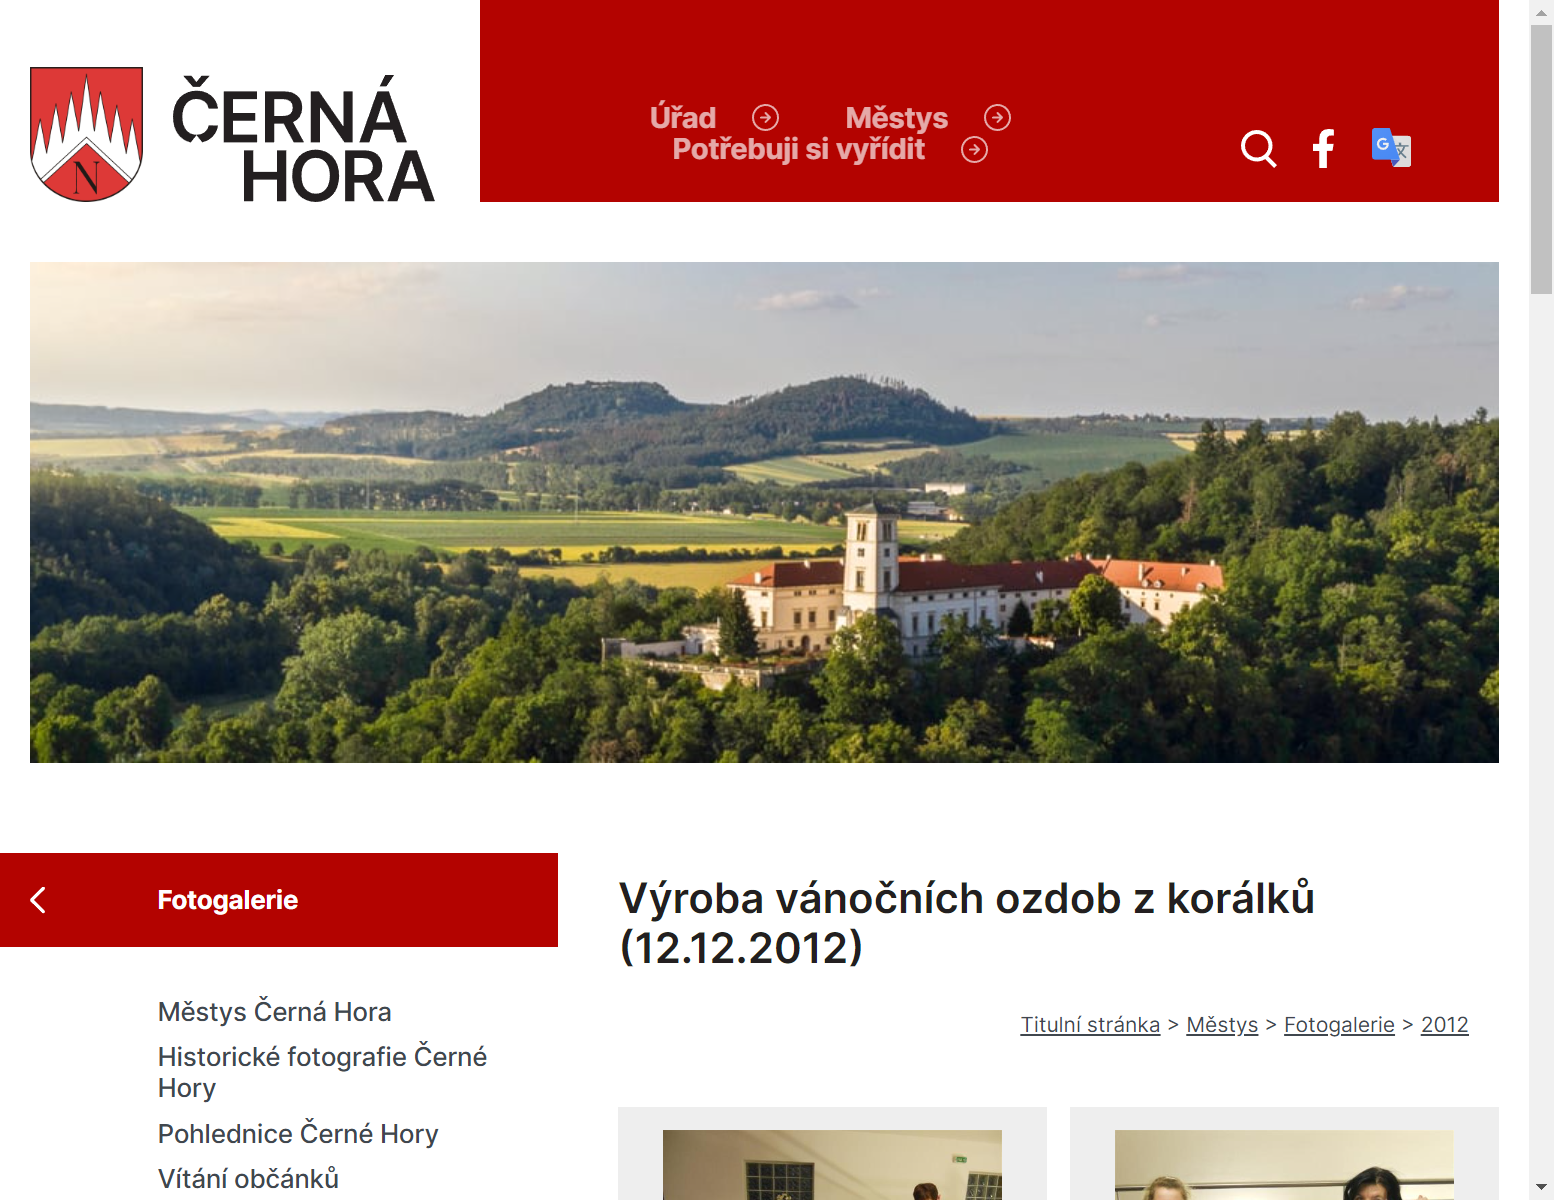 N
ČERNÁ
HORA
Úřad
Městys
Potřebuji si vyřídit
G
文
Fotogalerie
Městys Černá Hora
Historické fotografie Černé
Hory
Pohlednice Černé Hory
Vítání občánků
Výroba vánočních ozdob z korálků
(12.12.2012)
Titulní stránka > Městys > Fotogalerie > 2012